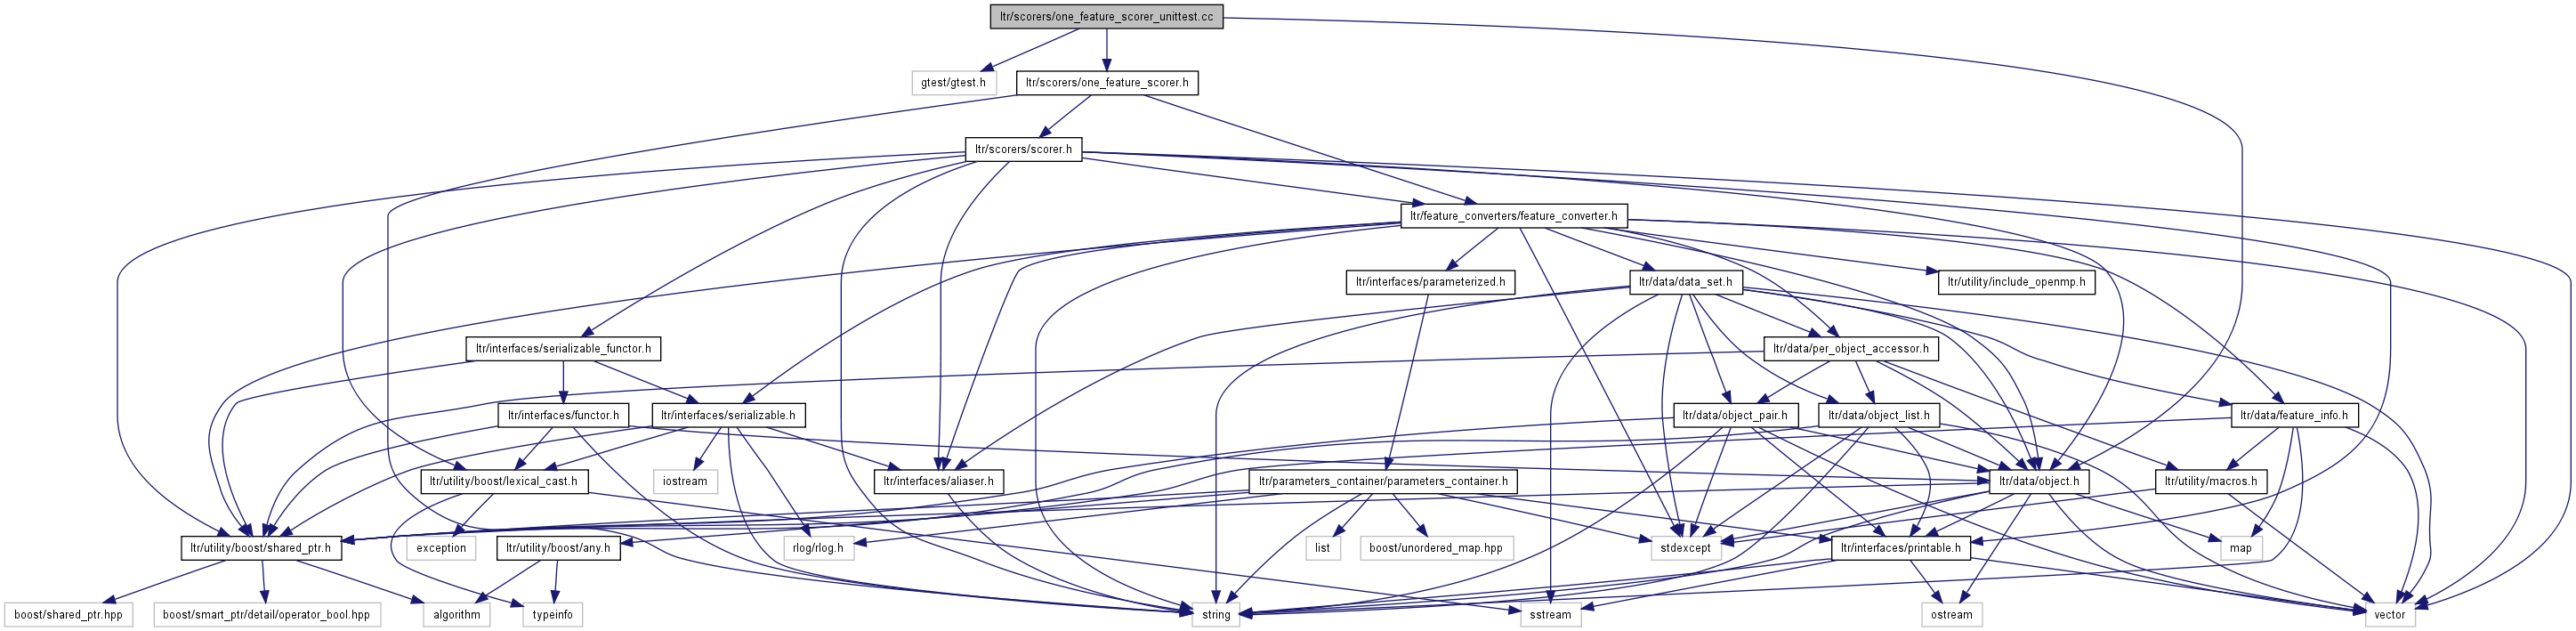 ltr/scorers/one_feature_scorer_unittest.cc
gtest/gtest.h
ltr/scorers/one_feature_scorer.h
ltr/scorers/scorer.h
ltr/feature_converters/feature_converter.h
ltr/interfaces/parameterized.h
ltr/data/data_set.h
ltr/utility/include_openmp.h
ltr/interfaces/serializable_functor.h
ltr/data/per_object_accessor.h
ltr/interfaces/functor.h
ltr/interfaces/serializable.h
ltr/data/object_pair.h
ltr/data/object_list.h
ltr/data/feature_info.h
ltr/utility/boost/lexical_cast.h
iostream
ltr/interfaces/aliaser.h
ltr/parameters_container/parameters_container.h
ltr/data/object.h
ltr/utility/macros.h
ltr/utility/boost/shared_ptr.h
exception
ltr/utility/boost/any.h
rlog/rlog.h
list
boost/unordered_map.hpp
stdexcept
ltr/interfaces/printable.h
map
boost/shared_ptr.hpp
boost/smart_ptr/detail/operator_bool.hpp
algorithm
typeinfo
string
sstream
ostream
vector